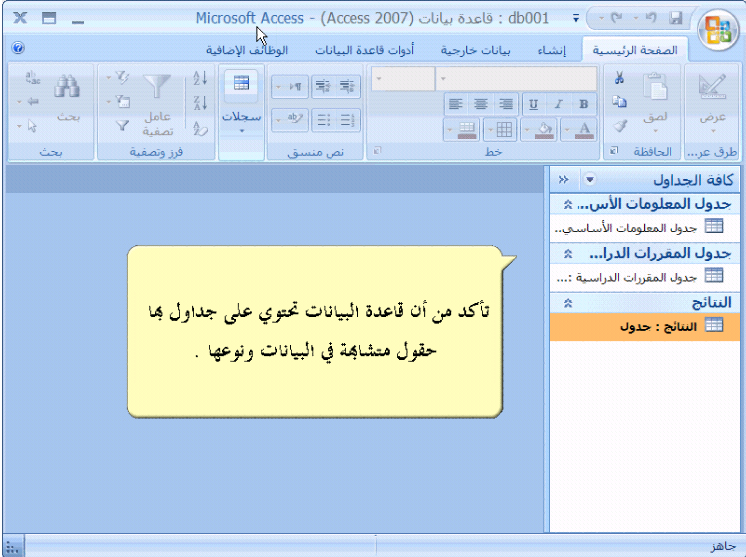 db001 : قاعدة بيانات (Access 2007) - Microsoft Access
الصفحة الرئيسية
إنشاء
بيانات خارجية
أدوات قاعدة البيانات
الوظائف الإضافية
عرض
لصق
B I U
A
سجلات
عامل تصفية
بحث
طرق عر...
الحافظة
خط
نص منسق
فرز وتصفية
بحث
كافة الجداول
جدول المعلومات الأس...
جدول المعلومات الأساسي...
جدول المقررات الدرا...
جدول المقررات الدراسية :...
النتائج
النتائج : جدول
تأكد من أن قاعدة البيانات تحتوي على جداول بها
حقول متشابهة في البيانات ونوعها .
جاهز